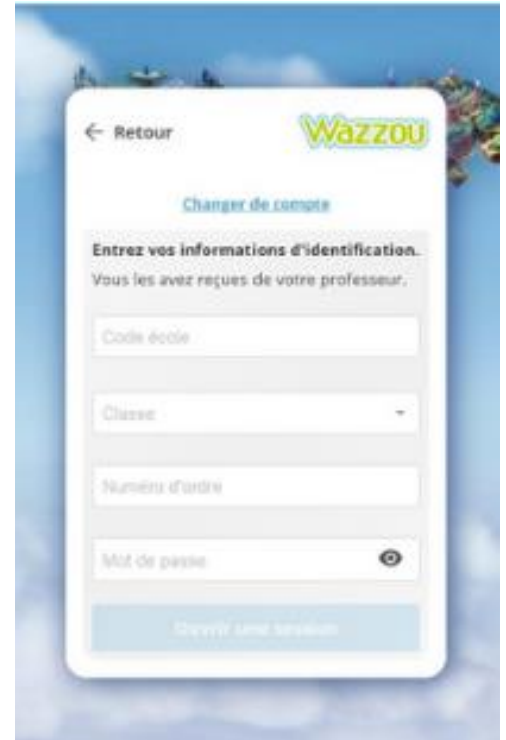 ← Retour
Wazzou
Changer de compte
Entrez vos informations d'identification.
Vous les avez reçues de votre professeur.
Code école
Classe
Numéro d'ordre
Mot de passe
Ouvrir une session